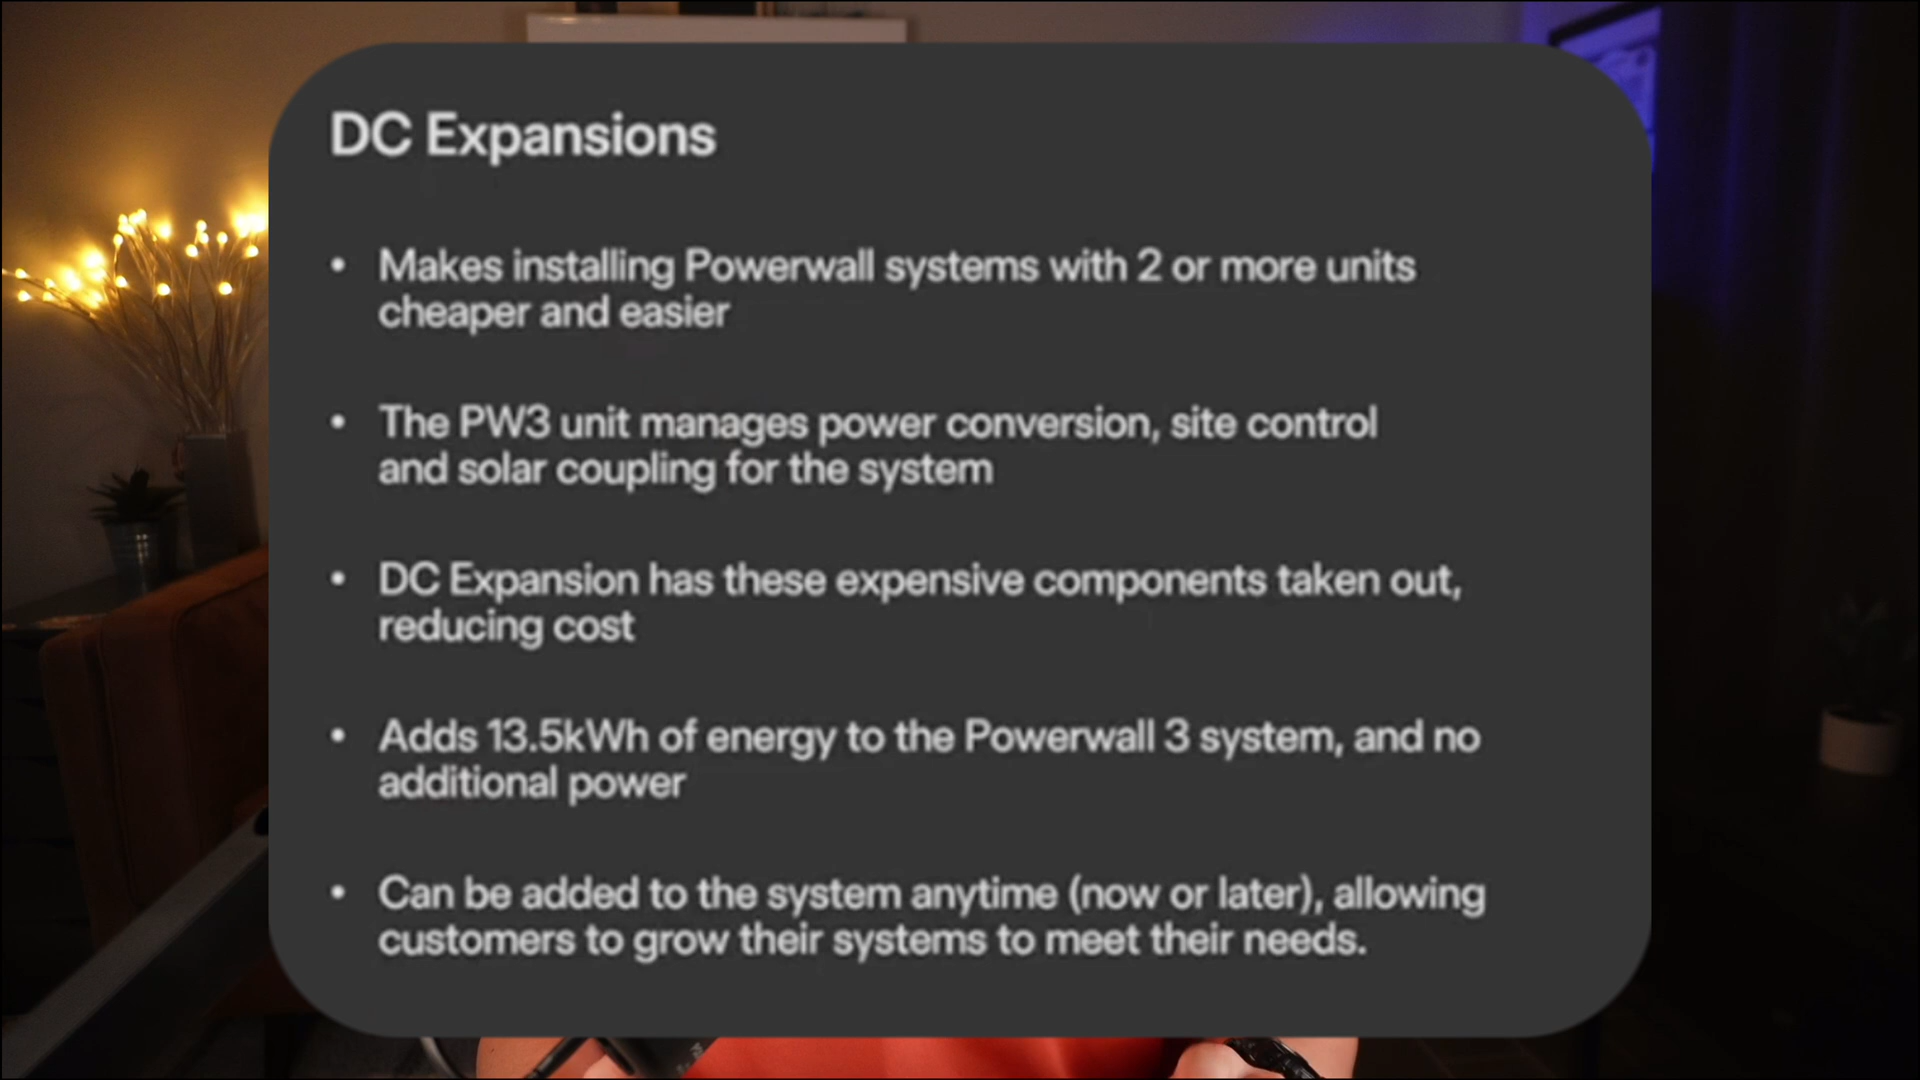 DC Expansions
• Makes installing Powerwall systems with 2 or more units
cheaper and easier
• The PW3 unit manages power conversion, site control
and solar coupling for the system
• DC Expansion has these expensive components taken out,
reducing cost
• Adds 13.5kWh of energy to the Powerwall 3 system, and no
additional power
• Can be added to the system anytime (now or later), allowing
customers to grow their systems to meet their needs.